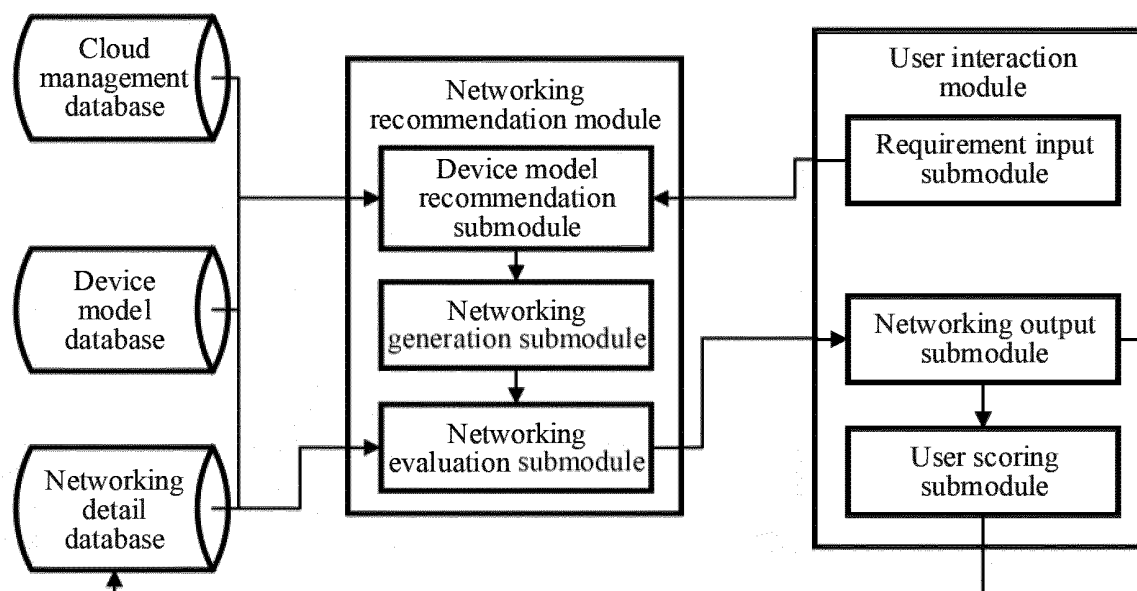 Cloud
management
database
Device
model
database
Networking
detail
database
Networking
recommendation module
Device model
recommendation
submodule
Networking
generation submodule
Networking
evaluation submodule
User interaction
module
Requirement input
submodule
Networking output
submodule
User scoring
submodule